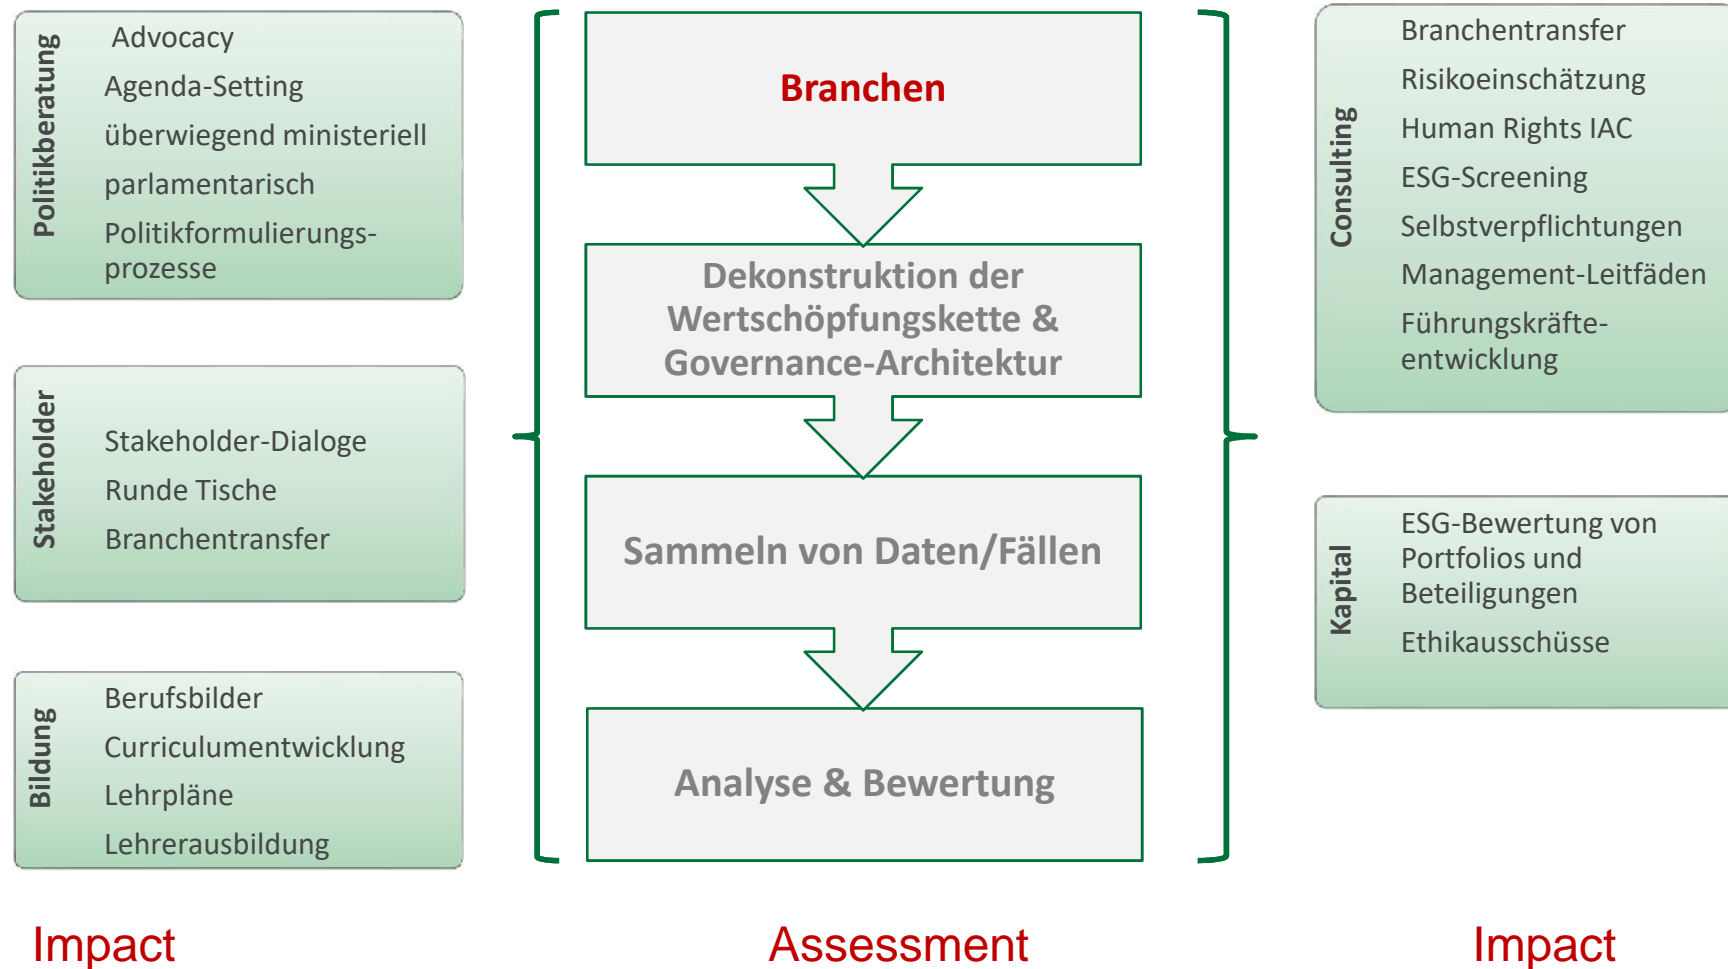 Politikberatung
Advocacy
Agenda-Setting
überwiegend ministeriell
parlamentarisch
Politikformulierungs-
prozesse
Stakeholder
Stakeholder-Dialoge
Runde Tische
Branchentransfer
Bildung
Berufsbilder
Curriculumentwicklung
Lehrpläne
Lehrerausbildung
Impact
Branchen
Dekonstruktion der
Wertschöpfungskette &
Governance-Architektur
Sammeln von Daten/Fällen
Analyse & Bewertung
Assessment
Consulting
Branchentransfer
Risikoeinschätzung
Human Rights IAC
ESG-Screening
Selbstverpflichtungen
Management-Leitfäden
Führungskräfte-
entwicklung
Kapital
ESG-Bewertung von
Portfolios und
Beteiligungen
Ethikausschüsse
Impact